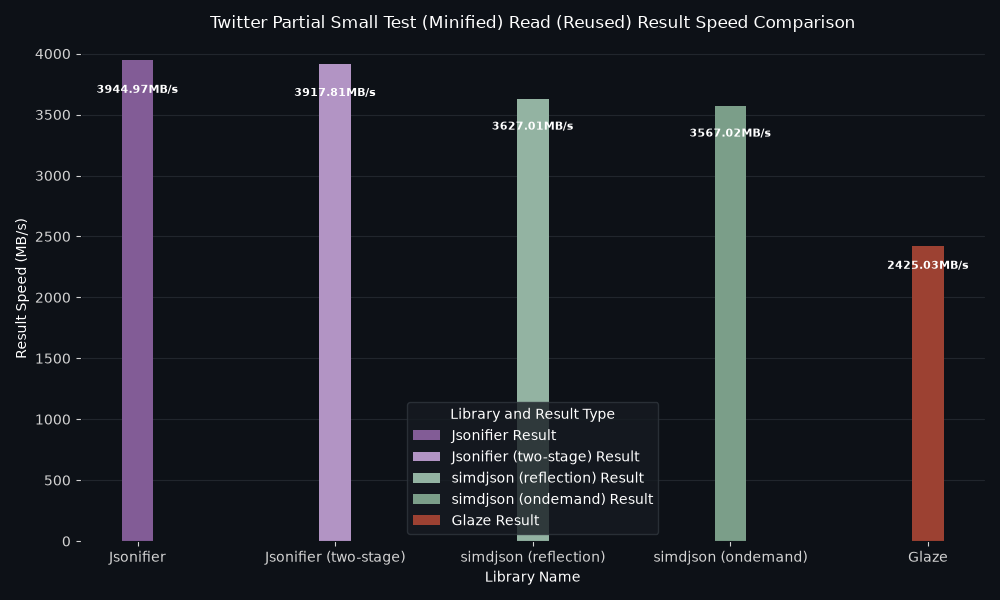 Twitter Partial Small Test (Minified) Read (Reused) Result Speed Comparison
Result Speed (MB/s)
4000
3500
3000
2500
2000
1500
1000
500
0
3944.97MB/s
3917.81MB/s
3627.01MB/s
3567.02MB/s
2425.03MB/s
Library and Result Type
Jsonifier Result
Jsonifier (two-stage) Result
simdjson (reflection) Result
simdjson (ondemand) Result
Glaze Result
Jsonifier
Jsonifier (two-stage)
simdjson (reflection)
simdjson (ondemand)
Glaze
Library Name